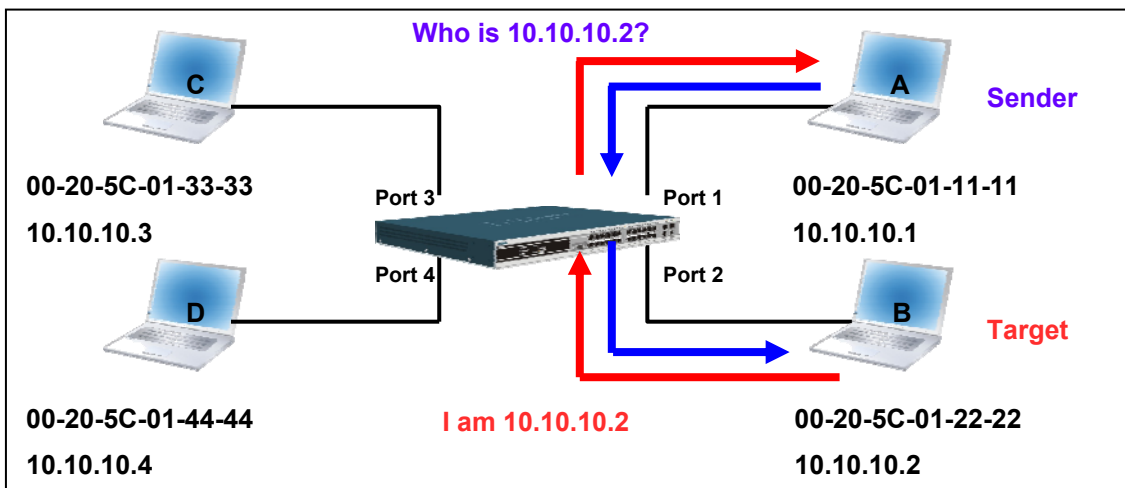 Who is 10.10.10.2?
C
A
Sender
00-20-5C-01-33-33
10.10.10.3
Port 3
Port 1
00-20-5C-01-11-11
10.10.10.1
Port 4
Port 2
D
B
Target
00-20-5C-01-44-44
10.10.10.4
I am 10.10.10.2
00-20-5C-01-22-22
10.10.10.2